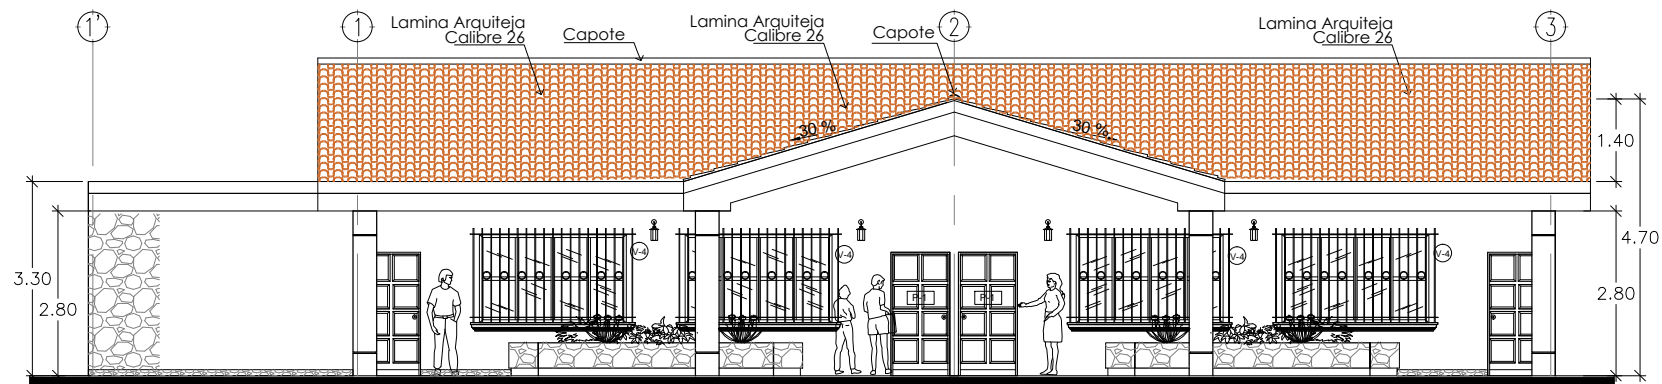 1'
1
2
3
Lamina Arquiteja
Calibre 26
Capote
Lamina Arquiteja
Calibre 26
Capote
Lamina Arquiteja
Calibre 26
30 %
30 %
1.40
4.70
2.80
3.30
2.80
V-4
V-4
V-4
V-4
P-1
P-1